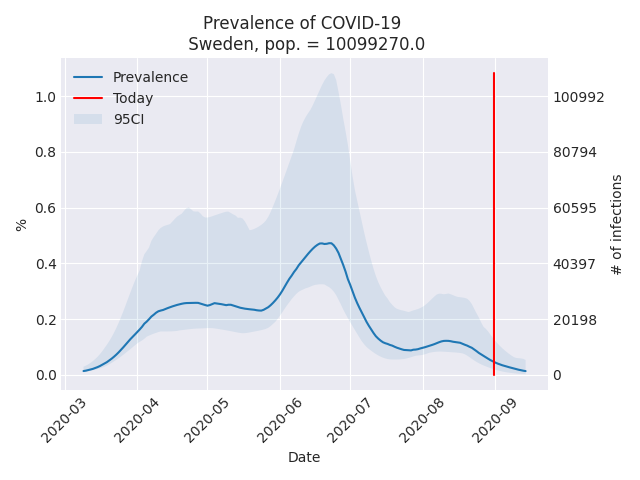 Prevalence of COVID-19
Sweden, pop. = 10099270.0
Prevalence
Today
95CI
1.0
0.8
0.6
0.4
0.2
0.0
%
100992
80794
60595
40397
20198
0
# of infections
2020-03
2020-04
2020-05
2020-06
2020-07
2020-08
2020-09
Date